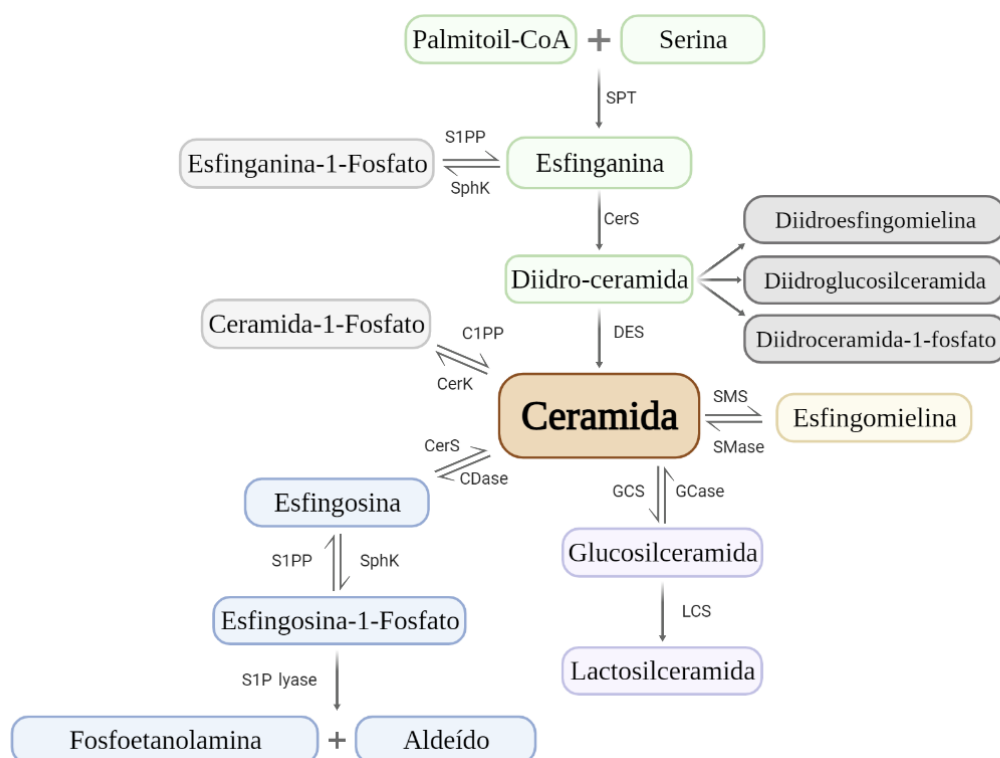 Palmitoil-CoA + Serina
SPT
S1PP
Esfinganina-1-Fosfato
Esfinganina
SphK
CerS
Diidroesfingomielina
Diidro-ceramida
Diidroglucosilceramida
Diidroceramida-1-fosfato
Ceramida-1-Fosfato
C1PP
DES
CerK
Ceramida
SMS
Esfingomielina
SMase
CerS
CDase
Esfingosina
GCS
GCase
Glucosilceramida
S1PP
SphK
Esfingosina-1-Fosfato
LCS
Lactosilceramida
S1P lyase
Fosfoetanolamina + Aldeído